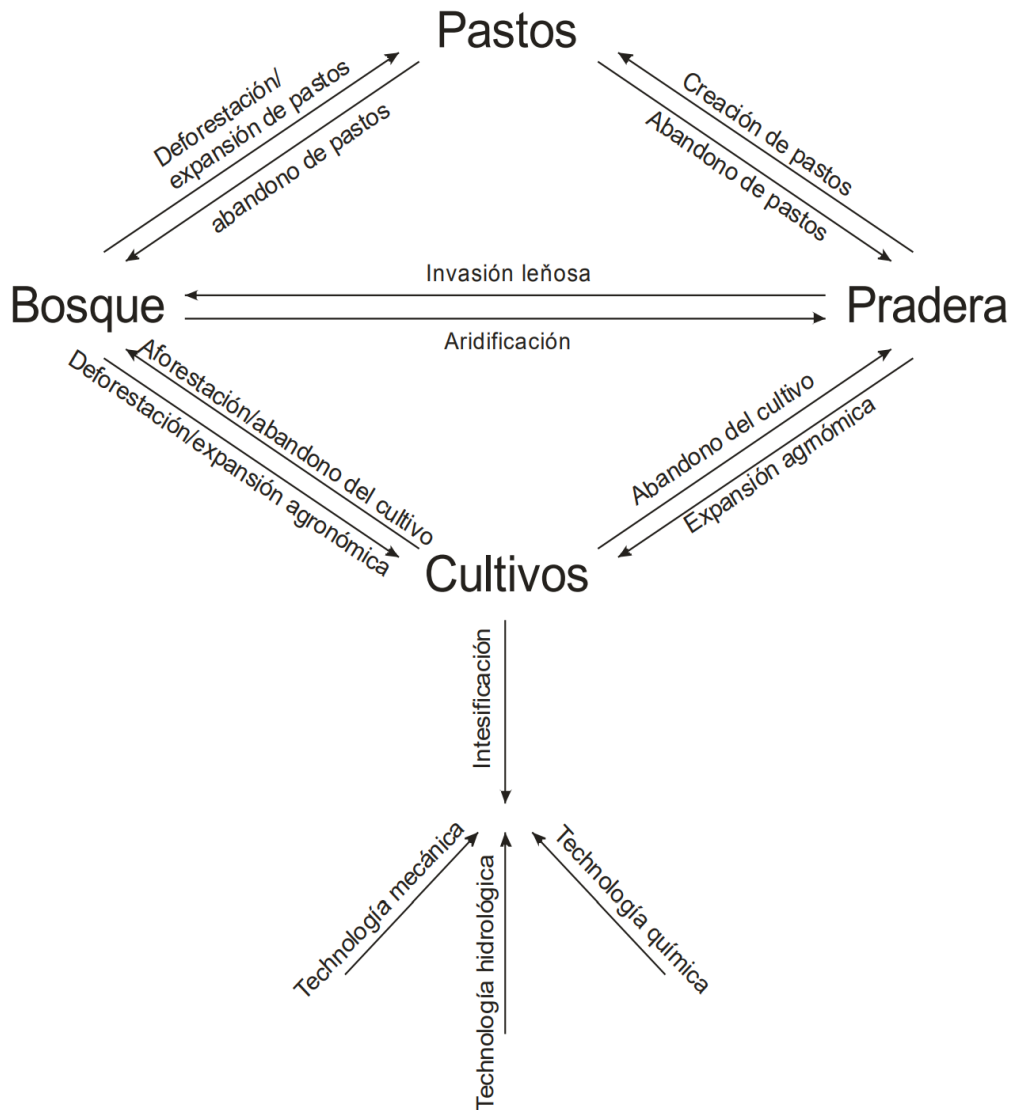 Pastos
Deforestación/
expansión de pastos
abandono de pastos
Creación de pastos
Abandono de pastos
Invasión leñosa
Bosque
Pradera
Aridificación
Aforestación/abandono del cultivo
Deforestación/expansión agronómica
Abandono del cultivo
Expansión agrnómica
Cultivos
Intesificación
Technología mecánica
Technología hidrológica
Technología química